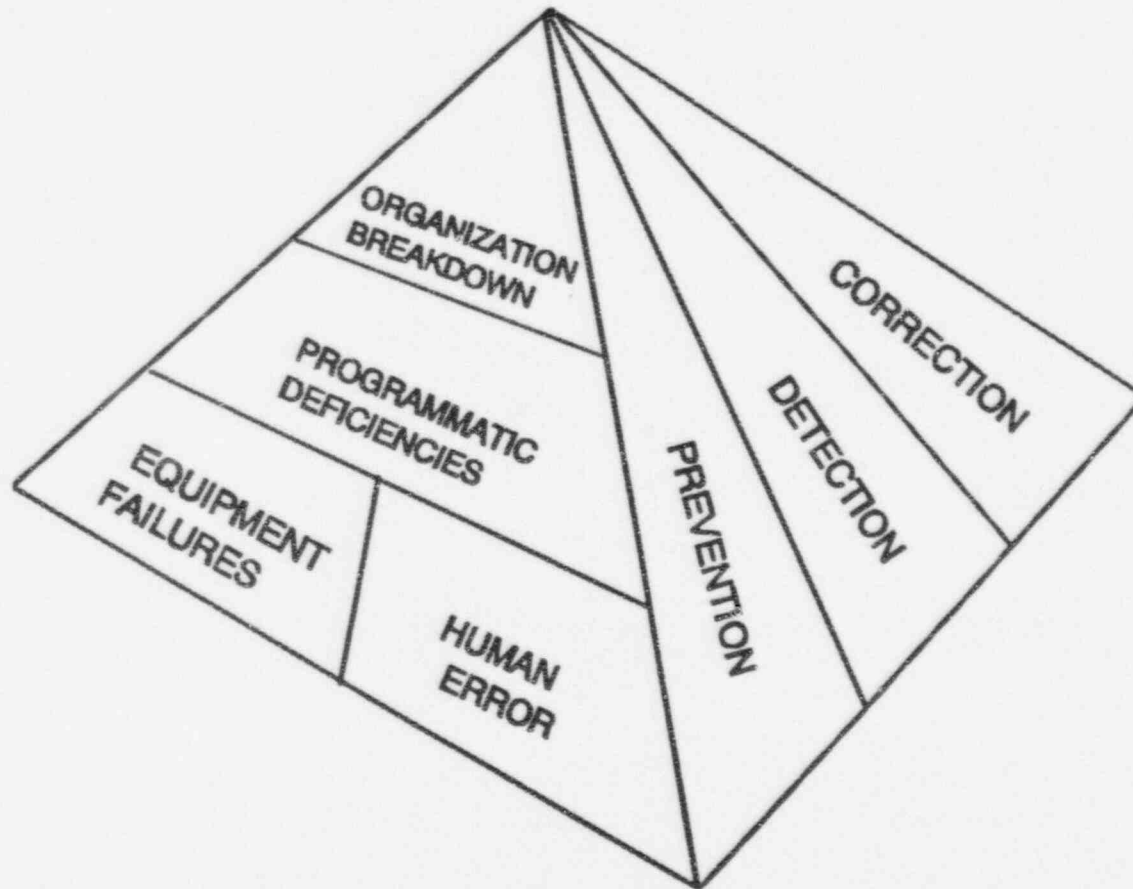 ORGANIZATION
BREAKDOWN
PROGRAMMATIC
DEFICIENCIES
EQUIPMENT
FAILURES
HUMAN
ERROR
PREVENTION
DETECTION
CORRECTION